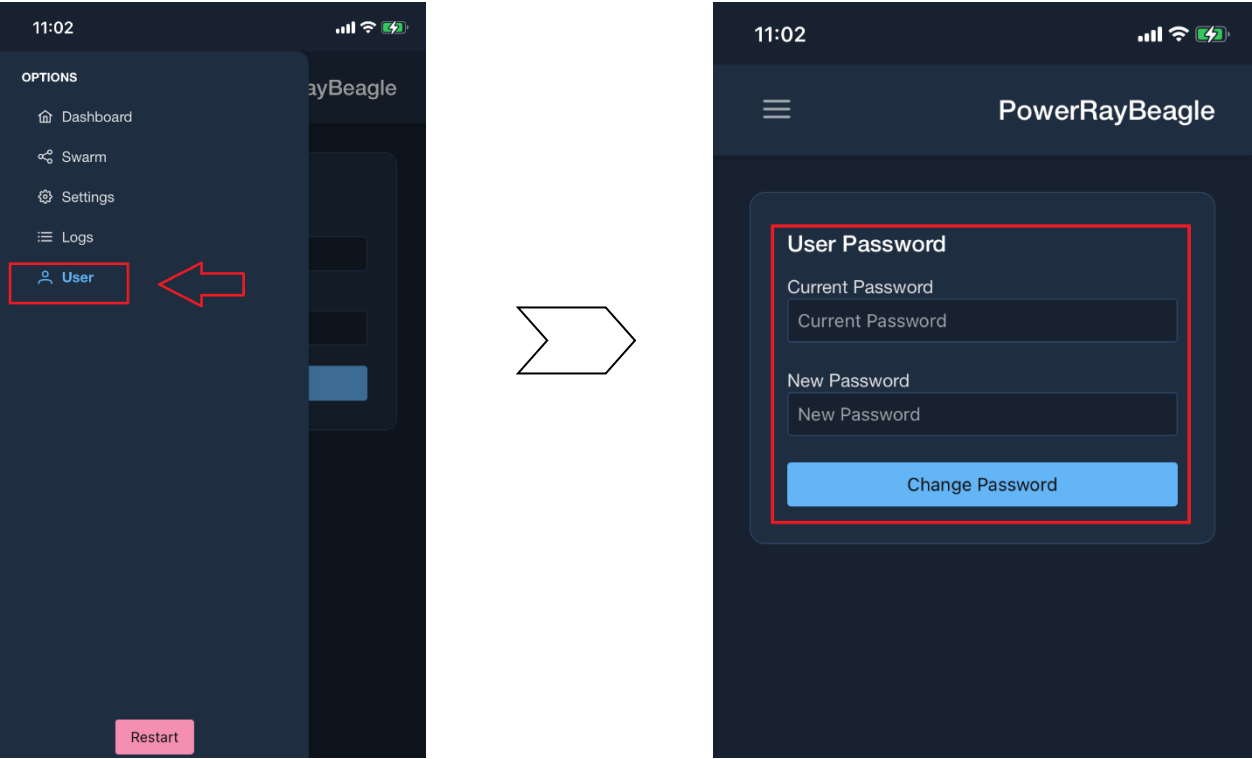 11:02
OPTIONS
ayBeagle
Dashboard
Swarm
Settings
Logs
User
Restart
11:02
PowerRayBeagle
User Password
Current Password
Current Password
New Password
New Password
Change Password